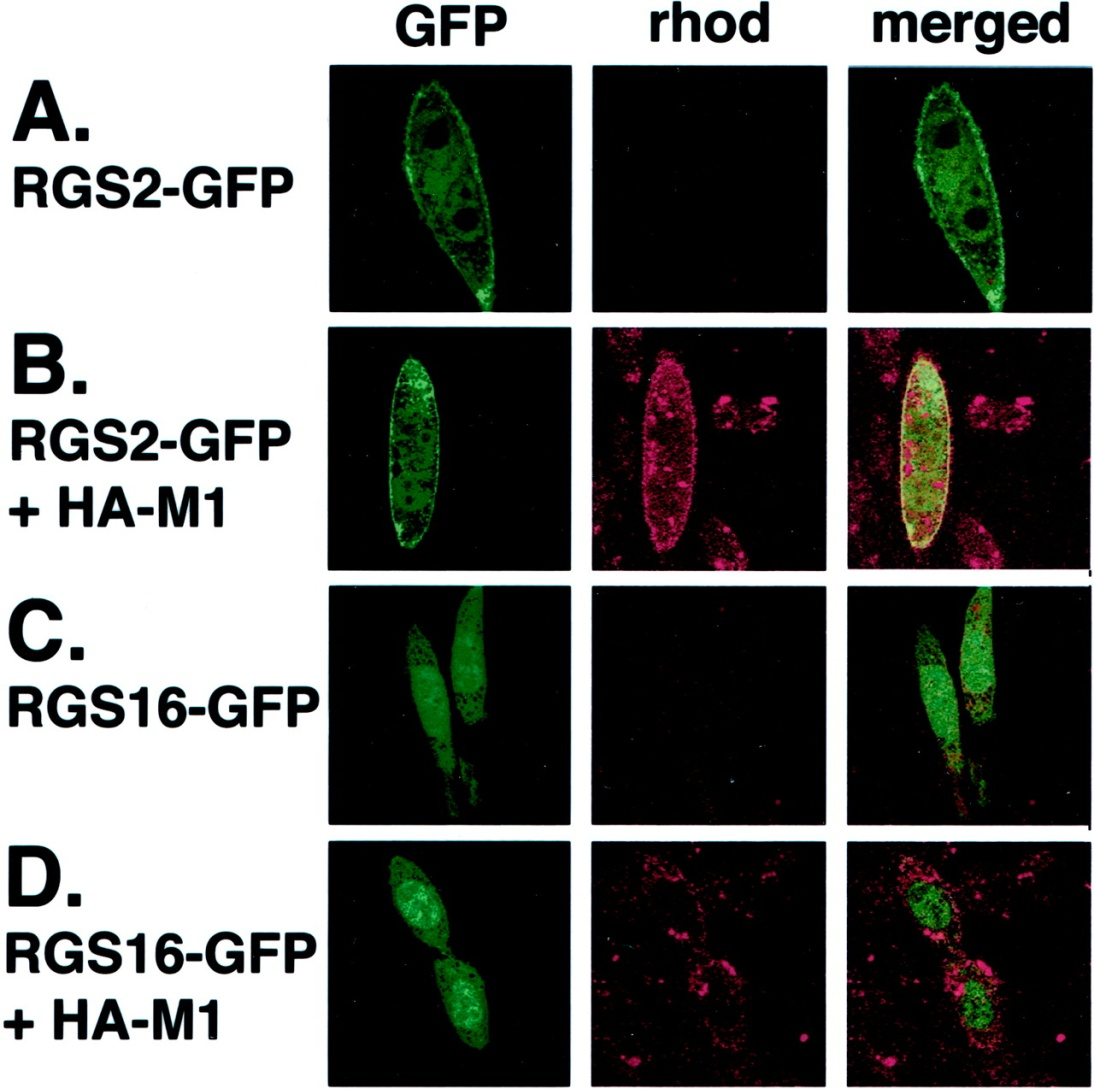 GFP rhod merged
A.
RGS2-GFP
B.
RGS2-GFP
+ HA-M1
C.
RGS16-GFP
D.
RGS16-GFP
+ HA-M1